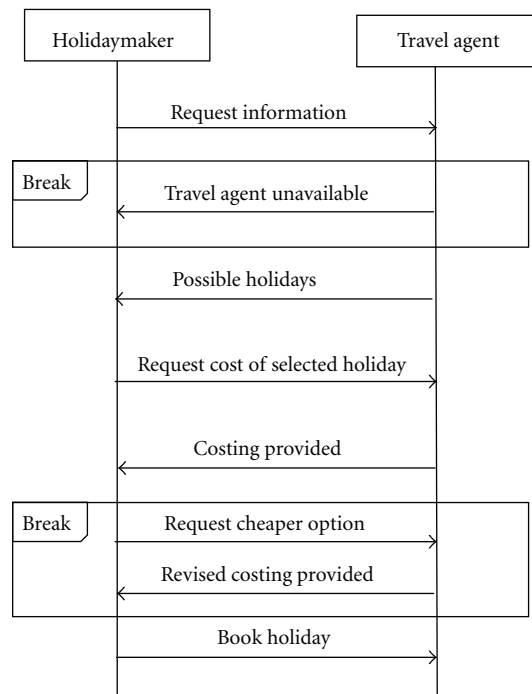 Holidaymaker
Travel agent
Request information
Break
Travel agent unavailable
Possible holidays
Request cost of selected holiday
Costing provided
Break
Request cheaper option
Revised costing provided
Book holiday